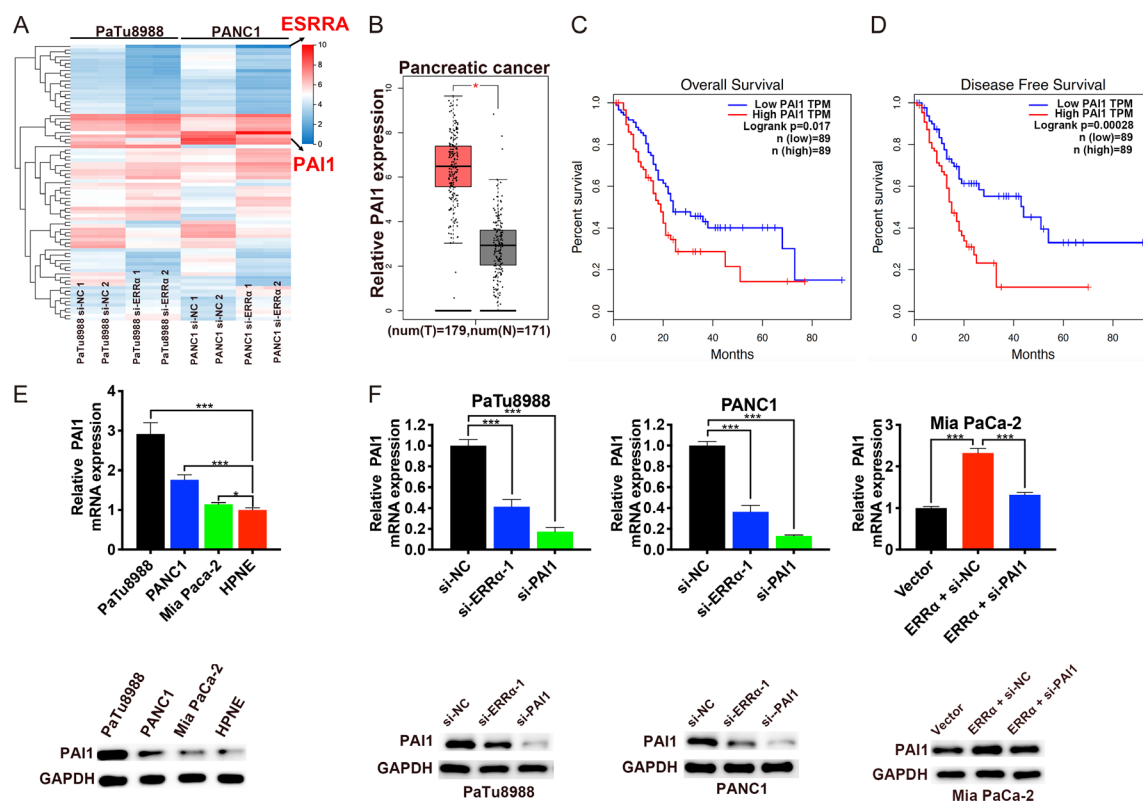 A
PaTu8988
PANC1
ESRRA
10
8
6
4
2
0
PAI1
PaTu8988 si-NC 1
PaTu8988 si-NC 2
PaTu8988 si-ERRα 1
PaTu8988 si-ERRα 2
PANC1 si-NC 1
PANC1 si-NC 2
PANC1 si-ERRα 1
PANC1 si-ERRα 2
B
Pancreatic cancer
*
Relative PAI1 expression
10
8
6
4
2
0
(num(T)=179,num(N)=171)
C
Overall Survival
Low PAI1 TPM
High PAI1 TPM
Logrank p=0.017
n (low)=89
n (high)=89
Percent survival
1.0
0.8
0.6
0.4
0.2
0.0
0 20 40 60 80
Months
D
Disease Free Survival
Low PAI1 TPM
High PAI1 TPM
Logrank p=0.00028
n (low)=89
n (high)=89
Percent survival
1.0
0.8
0.6
0.4
0.2
0.0
0 20 40 60 80
Months
E
Relative PAI1
mRNA expression
4
3
2
1
0
***
***
*
PaTu8988
PANC1
Mia Paca-2
HPNE
PaTu8988
PANC1
Mia PaCa-2
HPNE
PAI1
GAPDH
F
PaTu8988
Relative PAI1
mRNA expression
1.2
1.0
0.8
0.6
0.4
0.2
0.0
***
***
si-NC
si-ERRα-1
si-PAI1
PANC1
Relative PAI1
mRNA expression
1.2
1.0
0.8
0.6
0.4
0.2
0.0
***
***
si-NC
si-ERRα-1
si-PAI1
Mia PaCa-2
Relative PAI1
mRNA expression
3
2
1
0
***
***
Vector
ERRα + si-NC
ERRα + si-PAI1
si-NC
si-ERRα-1
si-PAI1
PAI1
GAPDH
PaTu8988
si-NC
si-ERRα-1
si--PAI1
PAI1
GAPDH
PANC1
Vector
ERRα + si-NC
ERRα + si-PAI1
PAI1
GAPDH
Mia PaCa-2